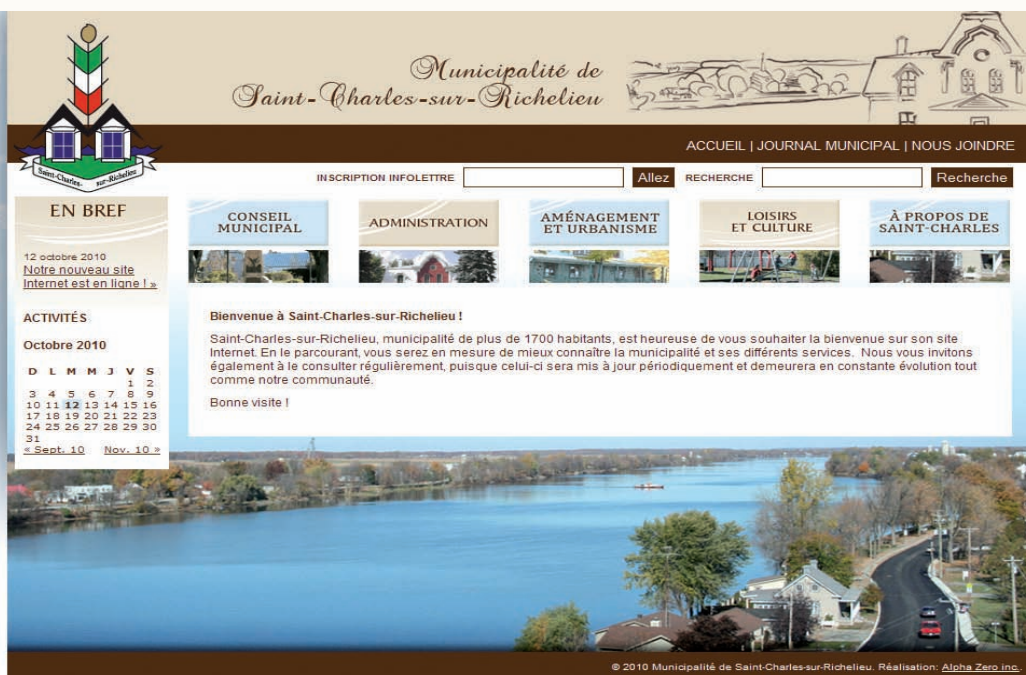 Municipalité de
Saint-Charles-sur-Richelieu
Saint-Charles- sur-Richelieu
ACCUEIL | JOURNAL MUNICIPAL | NOUS JOINDRE
INSCRIPTION INFOLETTRE Allez RECHERCHE Recherche
EN BREF
12 octobre 2010
Notre nouveau site
Internet est en ligne ! »
ACTIVITÉS
Octobre 2010
D L M M J V S
1 2
3 4 5 6 7 8 9
10 11 12 13 14 15 16
17 18 19 20 21 22 23
24 25 26 27 28 29 30
31
« Sept. 10 Nov. 10 »
CONSEIL
MUNICIPAL
ADMINISTRATION
AMÉNAGEMENT
ET URBANISME
LOISIRS
ET CULTURE
À PROPOS DE
SAINT-CHARLES
Bienvenue à Saint-Charles-sur-Richelieu !
Saint-Charles-sur-Richelieu, municipalité de plus de 1700 habitants, est heureuse de vous souhaiter la bienvenue sur son site
Internet. En le parcourant, vous serez en mesure de mieux connaître la municipalité et ses différents services. Nous vous invitons
également à le consulter régulièrement, puisque celui-ci sera mis à jour périodiquement et demeurera en constante évolution tout
comme notre communauté.
Bonne visite !
© 2010 Municipalité de Saint-Charles-sur-Richelieu. Réalisation: Alpha Zero inc..